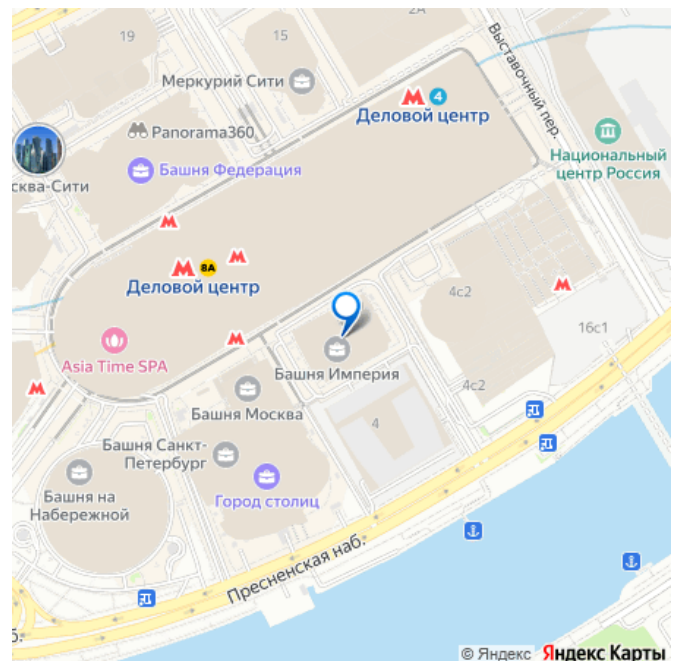 2А
19
15
Выставочный пер.
Меркурий Сити
4
Деловой центр
Panorama360
Национальный
центр Россия
Башня Федерация
сква-Сити
8А
Деловой центр
4с2
16с1
Asia Time SPA
Башня Империя
4с2
Башня Москва
4
Башня Санкт-
Петербург
Башня на
Набережной
Город столиц
Пресненская наб.
б.
© Яндекс Яндекс Карты